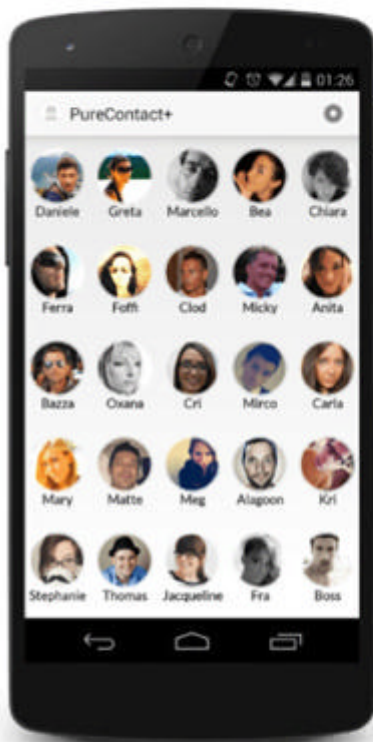 01:26
PureContact+
Daniele Greta Marcello Bea Chiara
Ferra Foffi Clod Micky Anita
Bazza Oxana Cri Mirco Carla
Mary Matte Meg Alagoon Kri
Stephanie Thomas Jacqueline Fra Boss